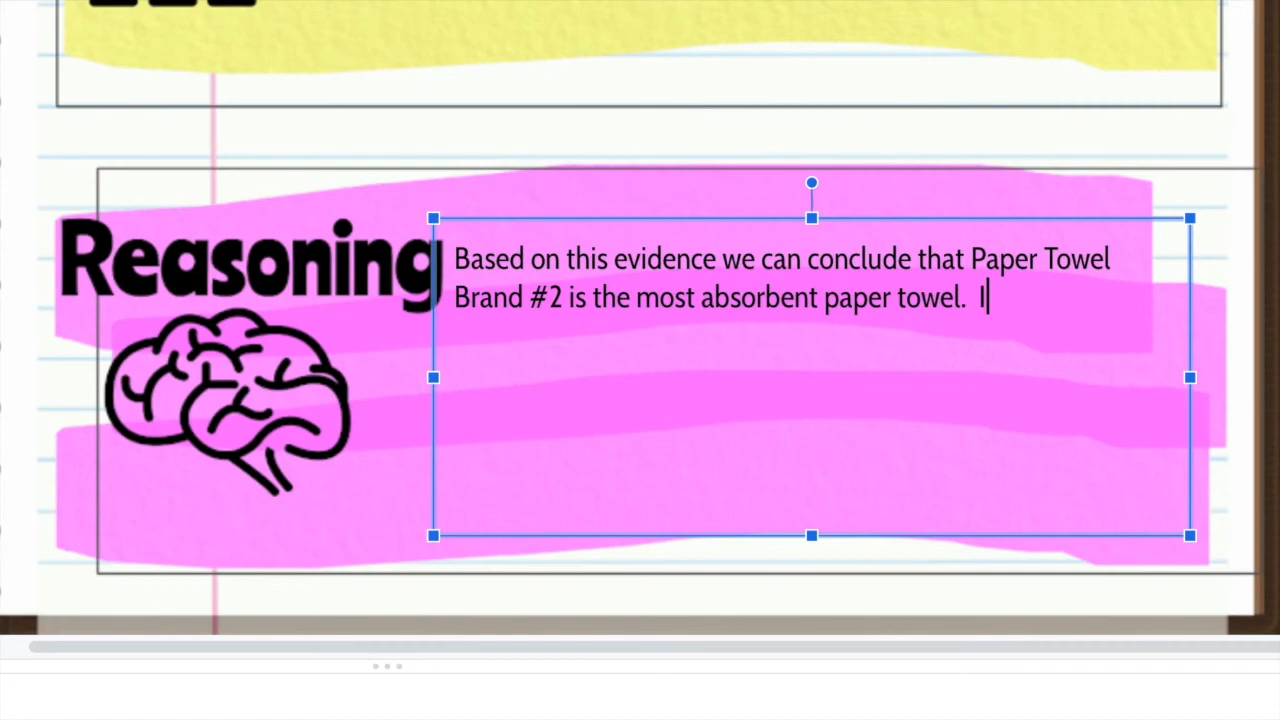 Reasoning
Based on this evidence we can conclude that Paper Towel
Brand #2 is the most absorbent paper towel.  I